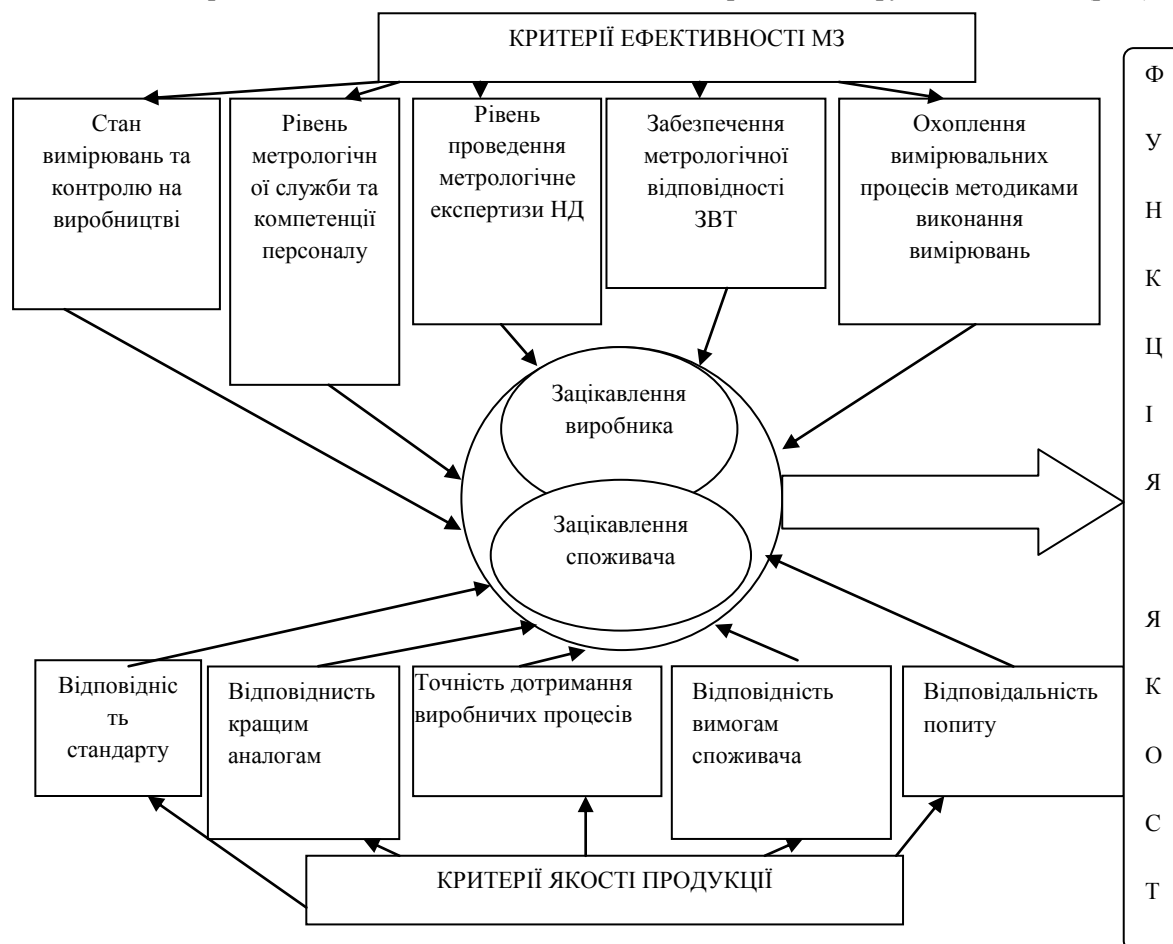 КРИТЕРІЇ ЕФЕКТИВНОСТІ МЗ
Стан
вимірювань та
контролю на
виробництві
Рівень
метрологічн
ої служби та
компетенції
персоналу
Рівень
проведення
метрологічне
експертизи НД
Забезпечення
метрологічної
відповідності
ЗВТ
Охоплення
вимірювальних
процесів методиками
виконання
вимірювань
Зацікавлення
виробника
Зацікавлення
споживача
Відповідніс
ть
стандарту
Відповіднисть
кращим
аналогам
Точність дотримання
виробничих процесів
Відповідність
вимогам
споживача
Відповідальність
попиту
КРИТЕРІЇ ЯКОСТІ ПРОДУКЦІЇ
Ф
У
Н
К
Ц
І
Я
Я
К
О
С
Т